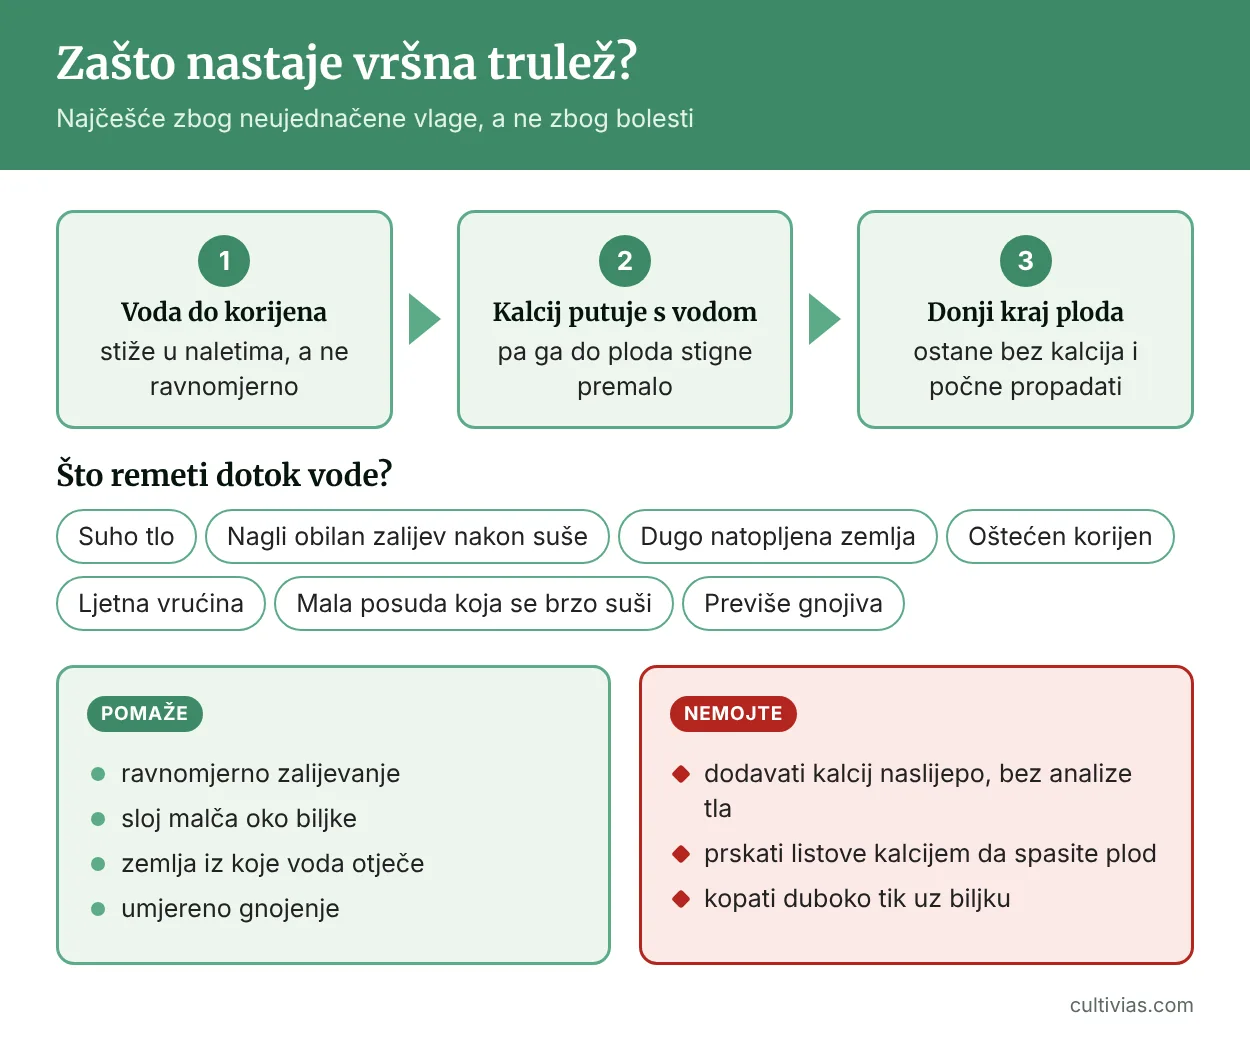 Zašto nastaje vršna trulež?
Najčešće zbog neujednačene vlage, a ne zbog bolesti
1
Voda do korijena
stiže u naletima, a ne
ravnomjerno
2
Kalcij putuje s vodom
pa ga do ploda stigne
premalo
3
Donji kraj ploda
ostane bez kalcija i
počne propadati
Što remeti dotok vode?
Suho tlo
Nagli obilan zalijev nakon suše
Dugo natopljena zemlja
Oštećen korijen
Ljetna vrućina
Mala posuda koja se brzo suši
Previše gnojiva
POMAŽE
ravnomjerno zalijevanje
sloj malča oko biljke
zemlja iz koje voda otječe
umjereno gnojenje
NEMOJTE
dodavati kalcij naslijepo, bez analize
tla
prskati listove kalcijem da spasite plod
kopati duboko tik uz biljku
cultivias.com